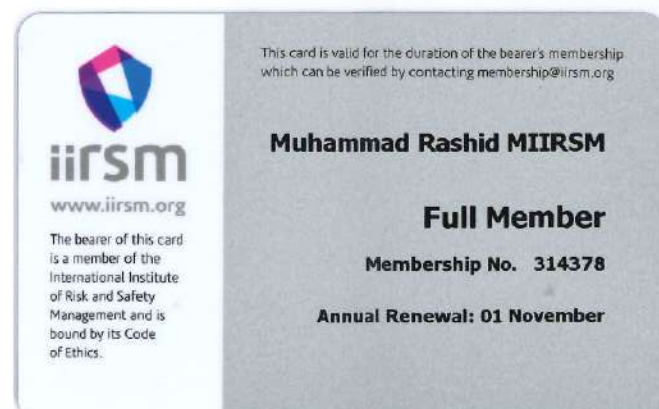 iirsm
www.iirsm.org
The bearer of this card
is a member of the
International Institute
of Risk and Safety
Management and is
bound by its Code
of Ethics.
This card is valid for the duration of the bearer's membership
which can be verified by contacting membership@iirsm.org
Muhammad Rashid MIIRSM
Full Member
Membership No. 314378
Annual Renewal: 01 November